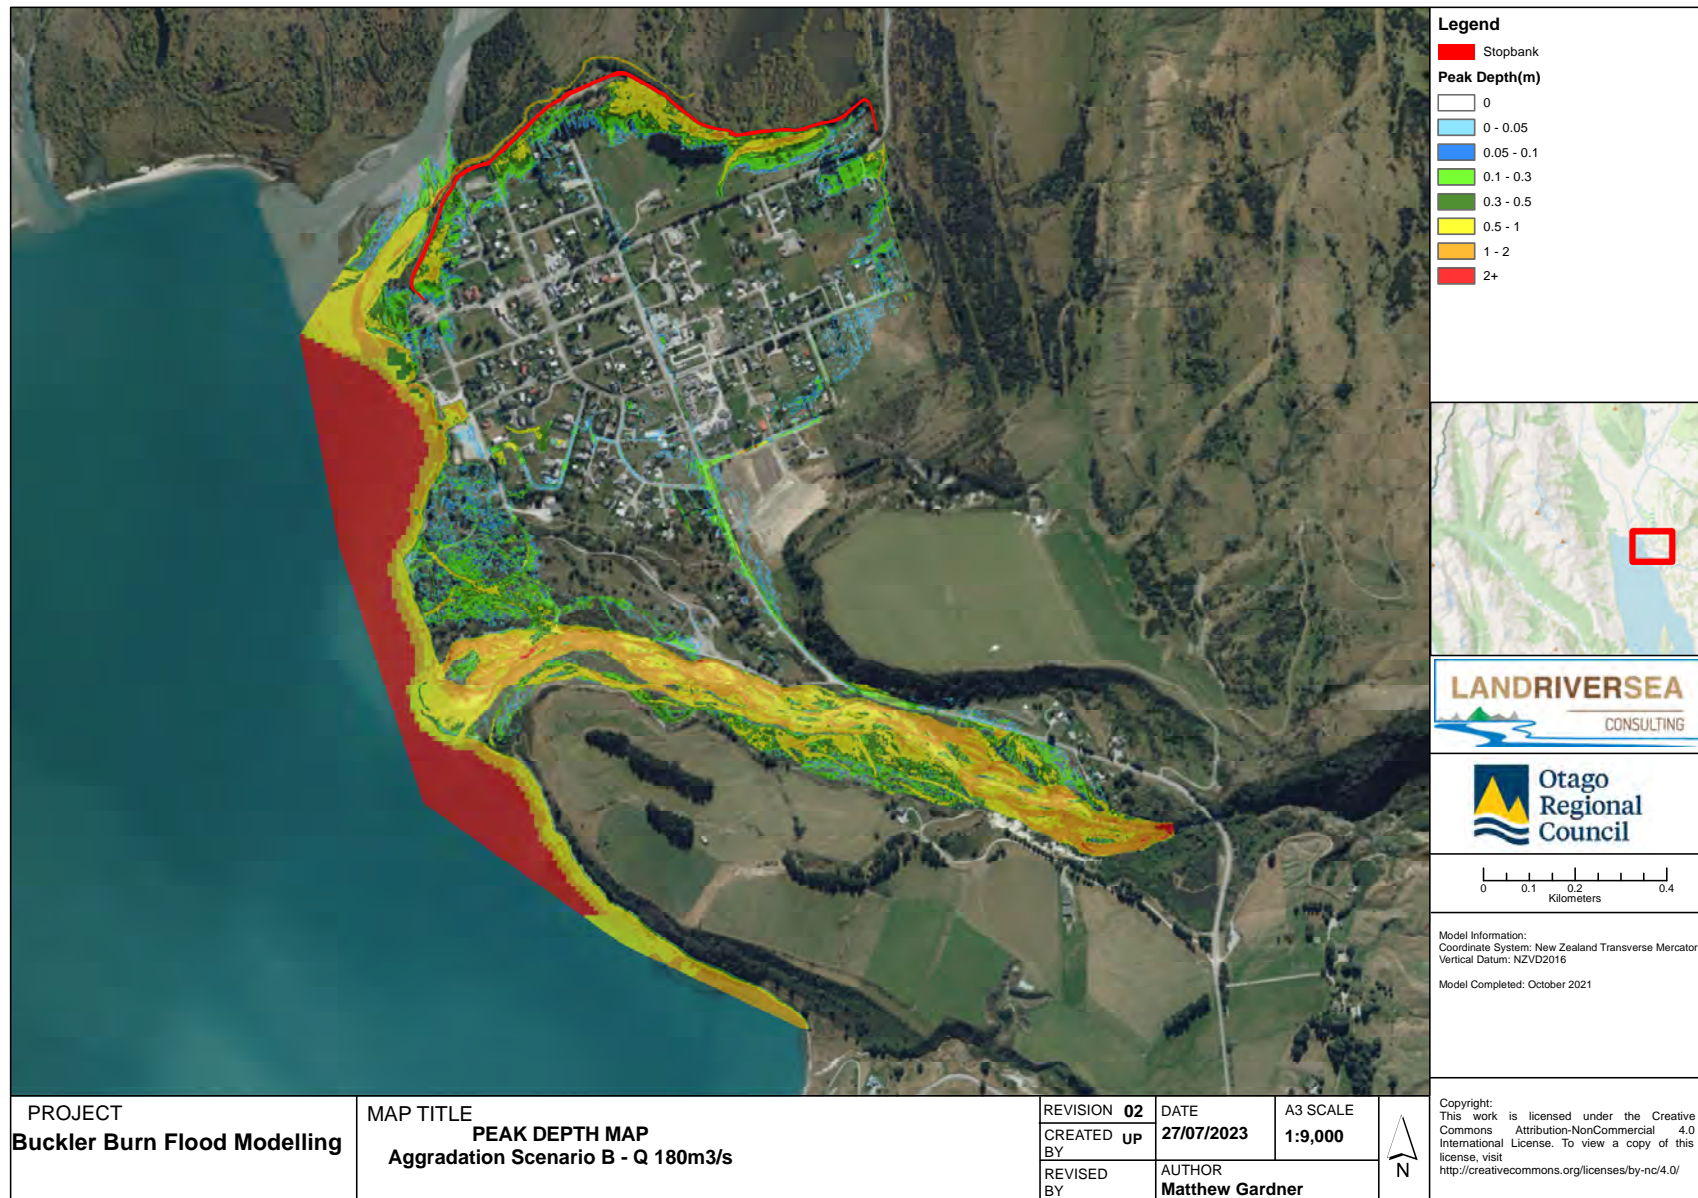 Legend
Stopbank
Peak Depth(m)
0
0 - 0.05
0.05 - 0.1
0.1 - 0.3
0.3 - 0.5
0.5 - 1
1 - 2
2+
LANDRIVERSEA
CONSULTING
Otago
Regional
Council
0 0.1 0.2 0.4
Kilometers
Model Information:
Coordinate System: New Zealand Transverse Mercator
Vertical Datum: NZVD2016
Model Completed: October 2021
Copyright:
This work is licensed under the Creative
Commons Attribution-NonCommercial 4.0
International License. To view a copy of this
license, visit
http://creativecommons.org/licenses/by-nc/4.0/
PROJECT
Buckler Burn Flood Modelling
MAP TITLE
PEAK DEPTH MAP
Aggradation Scenario B - Q 180m3/s
REVISION 02
CREATED BY UP
REVISED
BY
DATE
27/07/2023
A3 SCALE
1:9,000
AUTHOR
Matthew Gardner
N